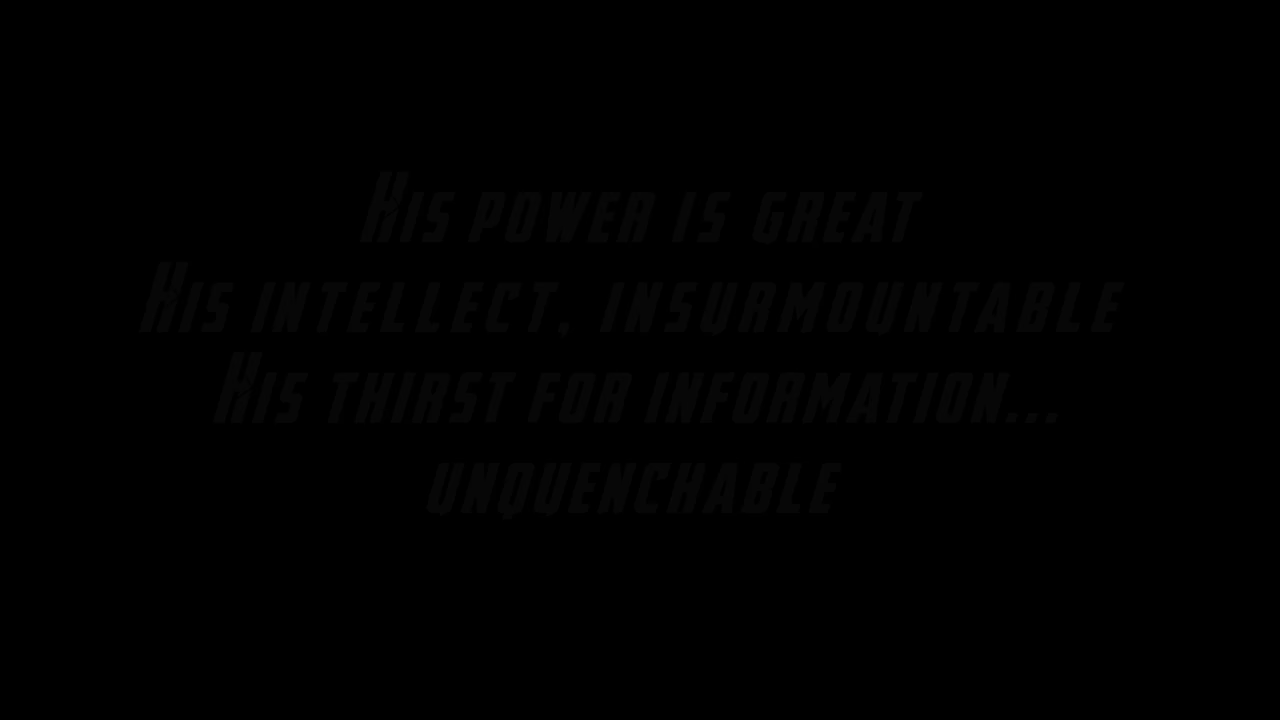 His power is great
His intellect, insurmountable
His thirst for information...
unquenchable